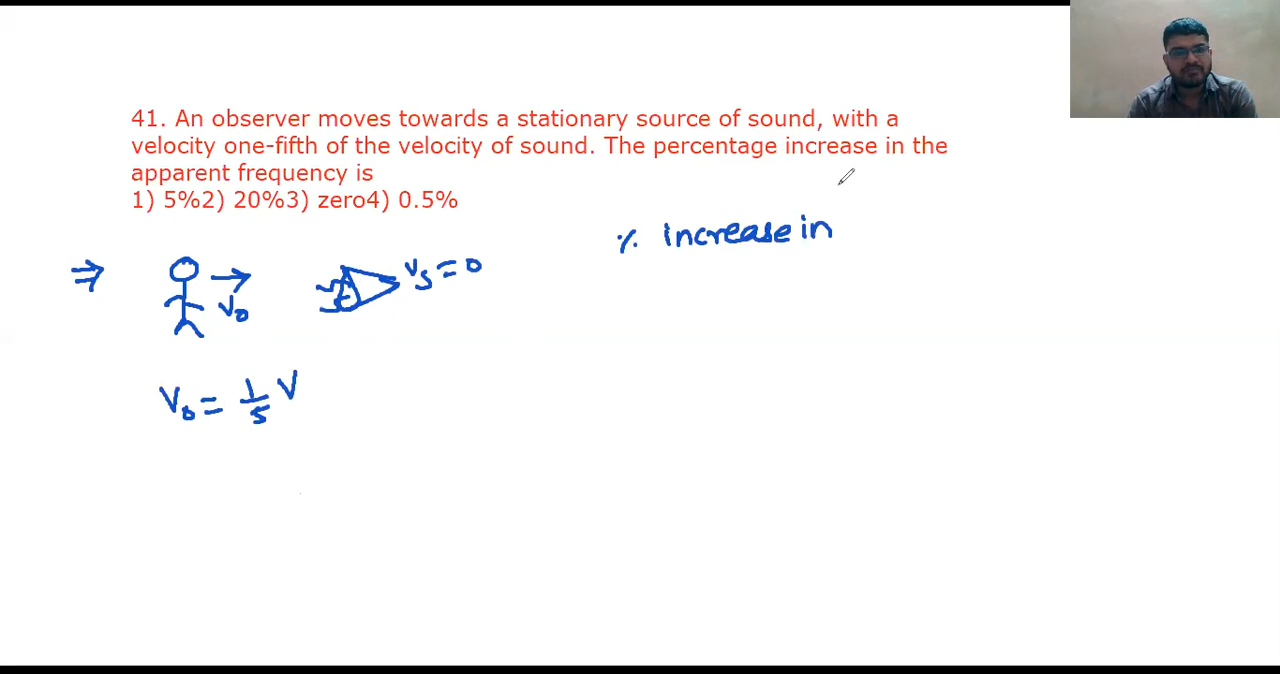 41. An observer moves towards a stationary source of sound, with a
velocity one-fifth of the velocity of sound. The percentage increase in the
apparent frequency is
1) 5%2) 20%3) zero4) 0.5%
% increase in
⇒ V₀ Vₛ = 0
V₀ = 1/5 V